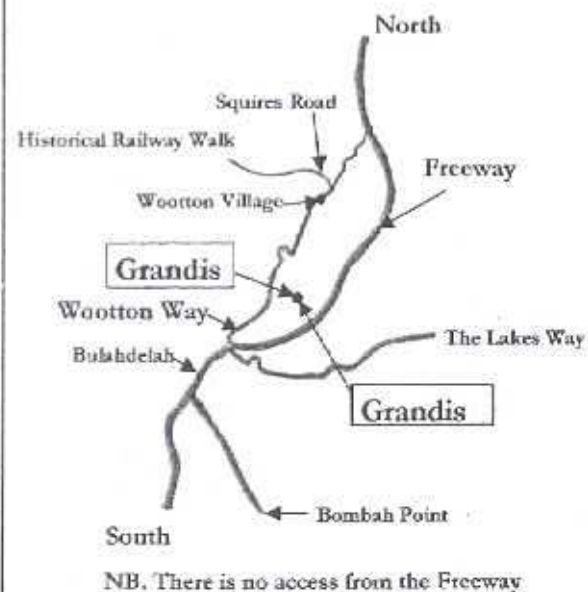 North
Squires Road
Historical Railway Walk
Freeway
Wootton Village
Grandis
Wootton Way
The Lakes Way
Bulahdelah
Grandis
Bombah Point
South
NB. There is no access from the Freeway